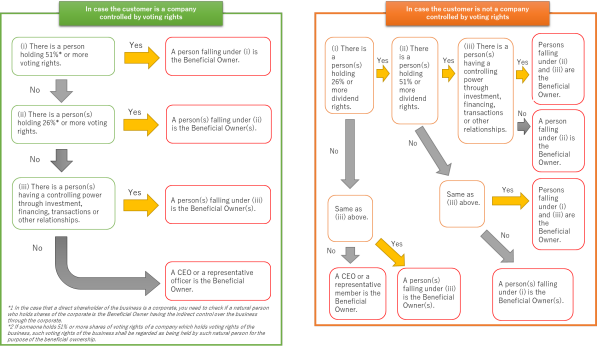 In case the customer is a company
controlled by voting rights
(i) There is a person
holding 51%* or more
voting rights.
Yes
A person falling under (i) is
the Beneficial Owner.
No
(ii) There is a person(s)
holding 26%* or more voting
rights.
Yes
A person(s) falling under (ii)
is the Beneficial Owner(s).
No
(iii) There is a person(s)
having a controlling power
through investment,
financing, transactions or
other relationships.
Yes
A person(s) falling under (iii)
is the Beneficial Owner(s).
No
A CEO or a representative
officer is the Beneficial
Owner.
*1 In the case that a direct shareholder of the business is a corporate, you need to check if a natural person
who holds shares of the corporate is the Beneficial Owner having the indirect control over the business
through the corporate.
*2 If someone holds 51% or more shares of voting rights of a company which holds voting rights of the
business, such voting rights of the business shall be regarded as being held by such natural person for the
purpose of the beneficial ownership.
In case the customer is not a company
controlled by voting rights
(i) There is
a
person(s)
holding
26% or
more
dividend
rights.
Yes
(ii) There
is a
person(s)
holding
51% or
more
dividend
rights.
Yes
(iii) There is a
person(s)
having a
controlling
power
through
investment,
financing,
transactions
or other
relationships.
Yes
Persons
falling
under (ii)
and (iii) are
the
Beneficial
Owner.
No
A person
falling
under (ii) is
the
Beneficial
Owner.
No
No
Same as
(iii) above.
Same as
(iii) above.
Yes
Persons
falling
under (i)
and (iii) are
the
Beneficial
Owner.
No
Yes
No
A CEO or a
representative
member is the
Beneficial
Owner.
A person(s)
falling under (iii)
is the Beneficial
Owner(s).
A person(s) falling
under (i) is the
Beneficial Owner(s).